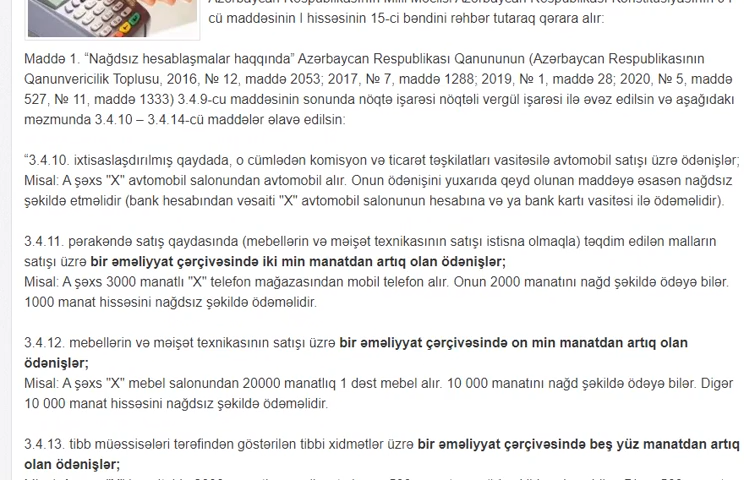 Azərbaycan Respublikasının Milli Məclisi Azərbaycan Respublikası Konstitusiyasının
cü maddəsinin I hissəsinin 15-ci bəndini rəhbər tutaraq qərara alır:
Maddə 1. “Nağdsız hesablaşmalar haqqında” Azərbaycan Respublikası Qanununun (Azərbaycan Respublikasının
Qanunvericilik Toplusu, 2016, № 12, maddə 2053; 2017, № 7, maddə 1288; 2019, № 1, maddə 28; 2020, № 5, maddə
527, № 11, maddə 1333) 3.4.9-cu maddəsinin sonunda nöqtə işarəsi nöqtəli vergül işarəsi ilə əvəz edilsin və aşağıdakı
məzmunda 3.4.10 – 3.4.14-cü maddələr əlavə edilsin:
“3.4.10. ixtisaslaşdırılmış qaydada, o cümlədən komisyon və ticarət təşkilatları vasitəsilə avtomobil satışı üzrə ödənişlər;
Misal: A şəxs "X" avtomobil salonundan avtomobil alır. Onun ödənişini yuxarıda qeyd olunan maddəyə əsasən nağdsız
şəkildə etməlidir (bank hesabından vəsaiti "X" avtomobil salonunun hesabına və ya bank kartı vasitəsi ilə ödəməlidir).
3.4.11. pərakəndə satış qaydasında (mebellərin və məişət texnikasının satışı istisna olmaqla) təqdim edilən malların
satışı üzrə bir əməliyyat çərçivəsində iki min manatdan artıq olan ödənişlər;
Misal: A şəxs 3000 manatlı "X" telefon mağazasından mobil telefon alır. Onun 2000 manatını nağd şəkildə ödəyə bilər.
1000 manat hissəsini nağdsız şəkildə ödəməlidir.
3.4.12. mebellərin və məişət texnikasının satışı üzrə bir əməliyyat çərçivəsində on min manatdan artıq olan
ödənişlər;
Misal: A şəxs "X" mebel salonundan 20000 manatlıq 1 dəst mebel alır. 10 000 manatını nağd şəkildə ödəyə bilər. Digər
10 000 manat hissəsini nağdsız şəkildə ödəməlidir.
3.4.13. tibb müəssisələri tərəfindən göstərilən tibbi xidmətlər üzrə bir əməliyyat çərçivəsində beş yüz manatdan artıq
olan ödənişlər;